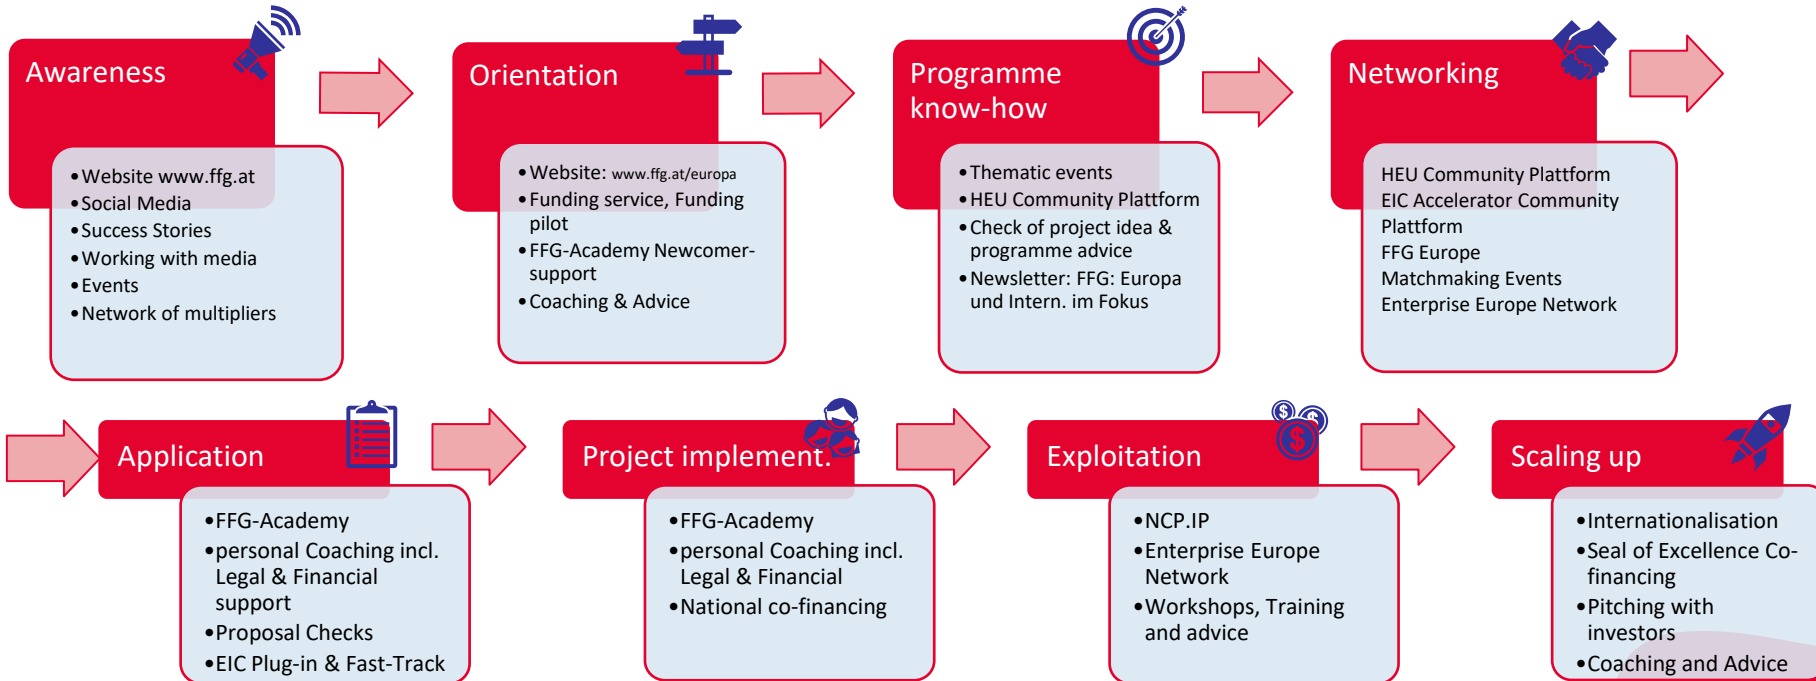 Awareness
•Website www.ffg.at
•Social Media
•Success Stories
•Working with media
•Events
•Network of multipliers
Orientation
•Website: www.ffg.at/europa
•Funding service, Funding
pilot
•FFG-Academy Newcomer-
support
•Coaching & Advice
Programme
know-how
•Thematic events
•HEU Community Plattform
•Check of project idea &
programme advice
•Newsletter: FFG: Europa
und Intern. im Fokus
Networking
HEU Community Plattform
EIC Accelerator Community
Plattform
FFG Europe
Matchmaking Events
Enterprise Europe Network
Application
•FFG-Academy
•personal Coaching incl.
Legal & Financial
support
•Proposal Checks
•EIC Plug-in & Fast-Track
Project implement.
•FFG-Academy
•personal Coaching incl.
Legal & Financial
•National co-financing
Exploitation
$ $
$
•NCP.IP
•Enterprise Europe
Network
•Workshops, Training
and advice
Scaling up
•Internationalisation
•Seal of Excellence Co-
financing
•Pitching with
investors
•Coaching and Advice